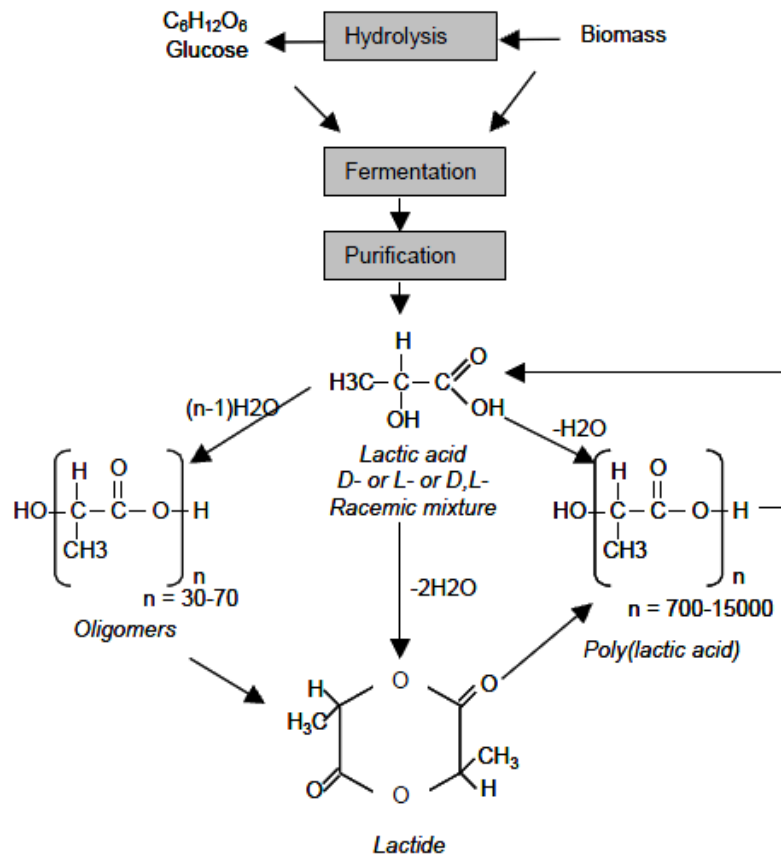 C₆H₁₂O₆
Glucose
Hydrolysis
Biomass
Fermentation
Purification
H
O
H3C
C
C
OH
OH
(n-1)H2O
-H2O
Lactic acid
D- or L- or D,L-
Racemic mixture
H
O
HO
C
C
O
H
CH3
n
n = 30-70
Oligomers
-2H2O
H
O
HO
C
C
O
H
CH3
n
n = 700-15000
Poly(lactic acid)
H
O
O
H₃C
CH₃
O
O
H
Lactide